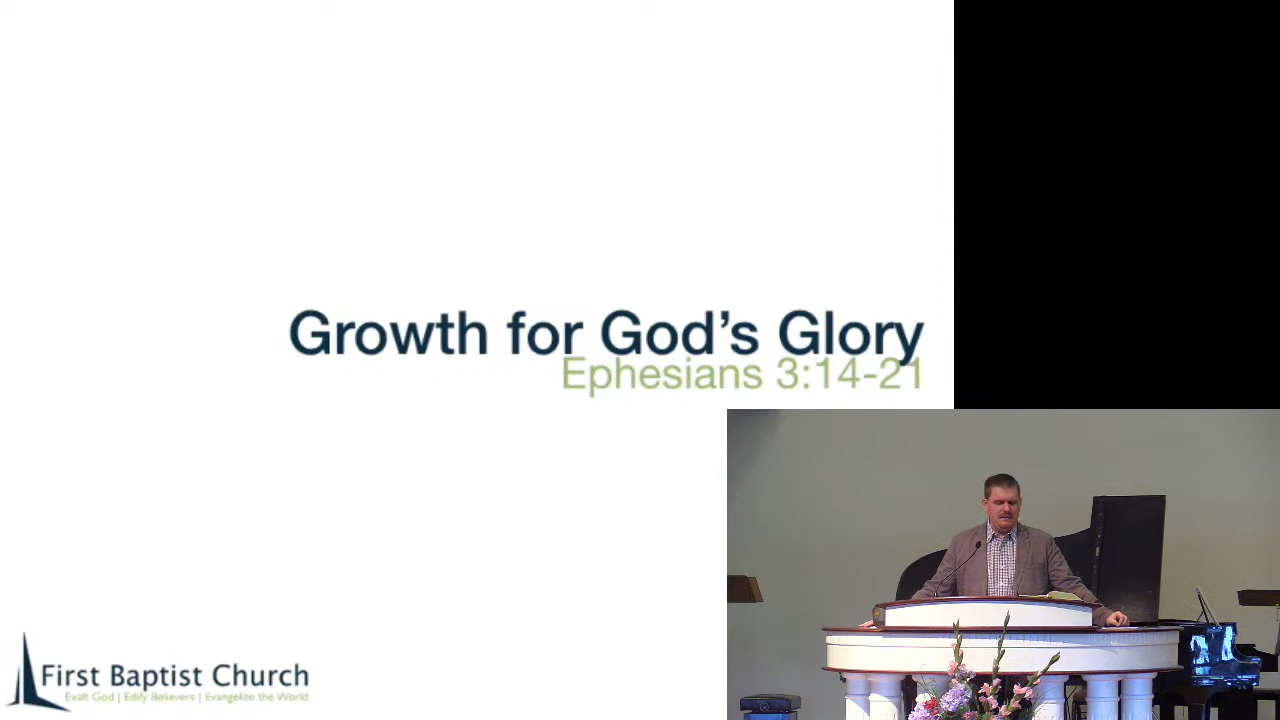 Growth for God's Glory
Ephesians 3:14-21
First Baptist Church
Exalt God | Edify Believers | Evangelize the World